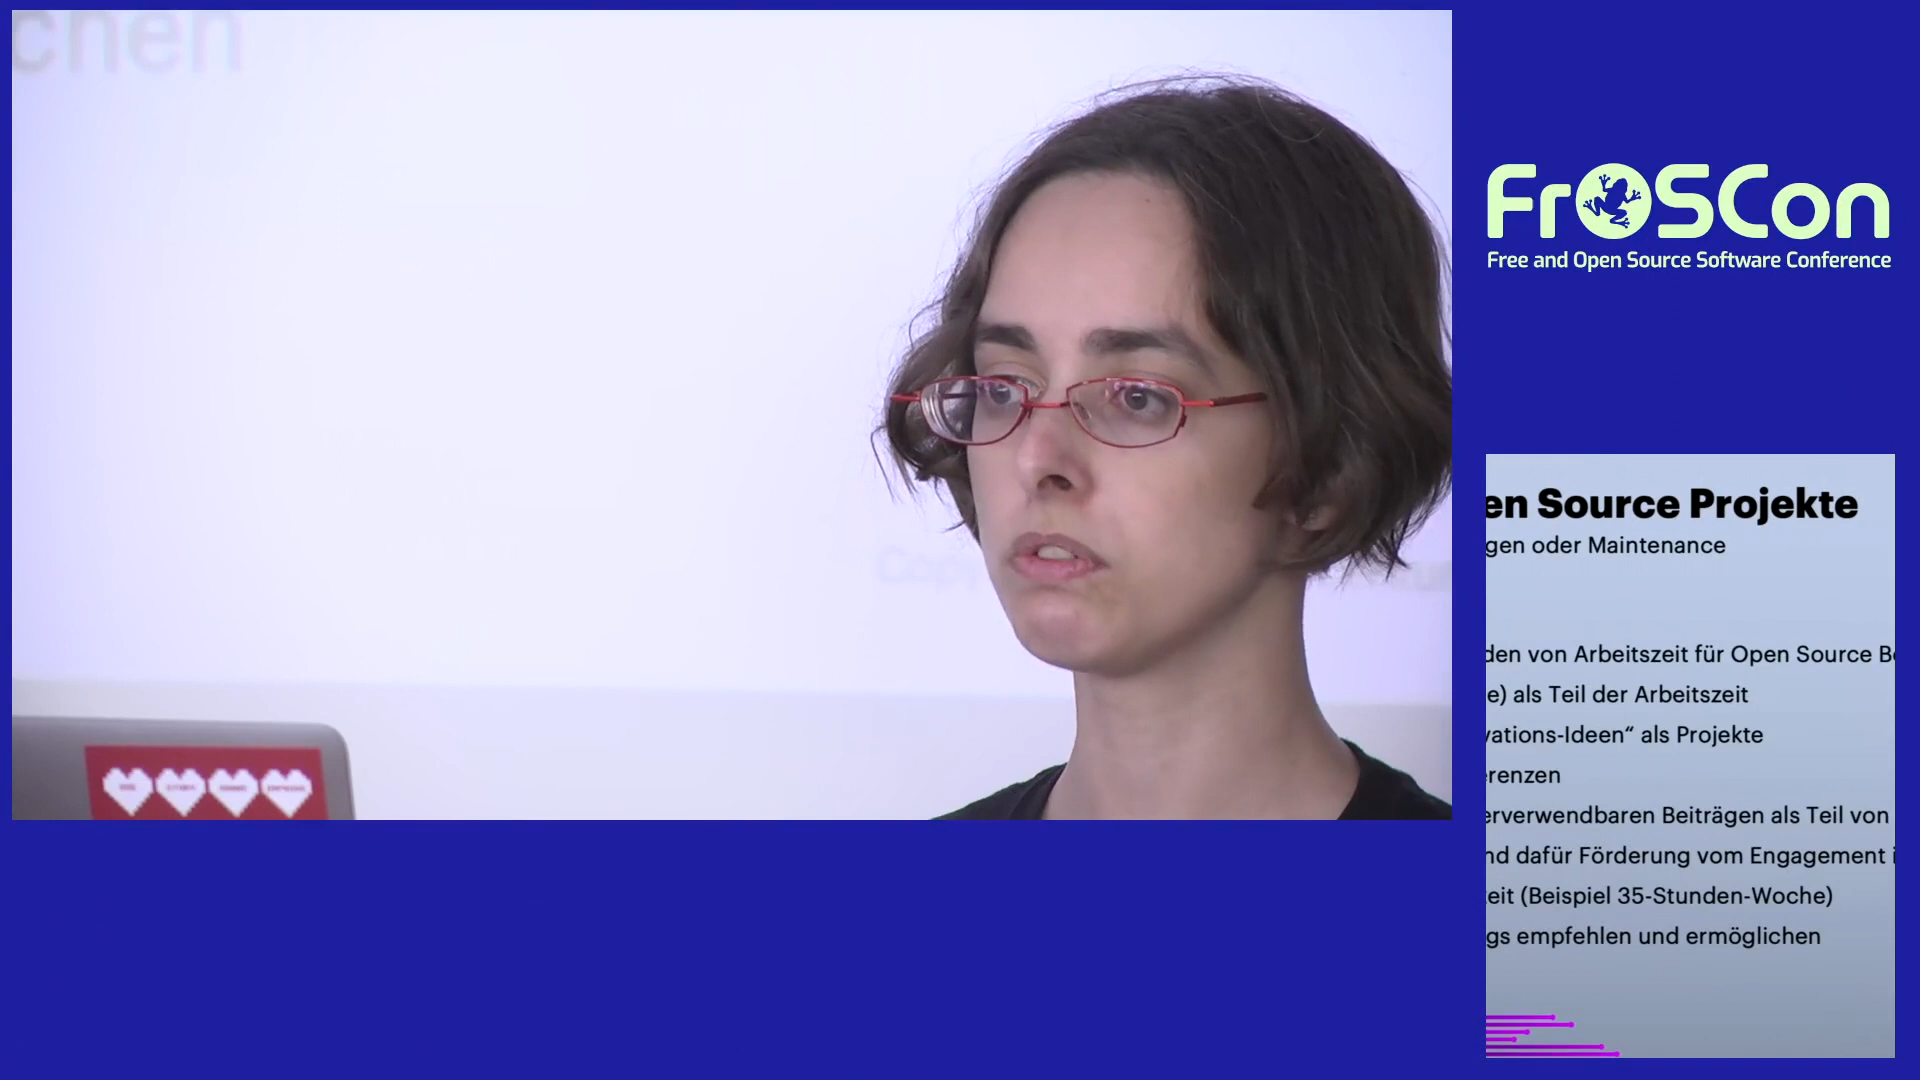 chen
FrOSCon
Free and Open Source Software Conference
en Source Projekte
gen oder Maintenance
den von Arbeitszeit für Open Source B
e) als Teil der Arbeitszeit
vations-Ideen“ als Projekte
erenzen
erverwendbaren Beiträgen als Teil von
nd dafür Förderung vom Engagement i
eit (Beispiel 35-Stunden-Woche)
gs empfehlen und ermöglichen